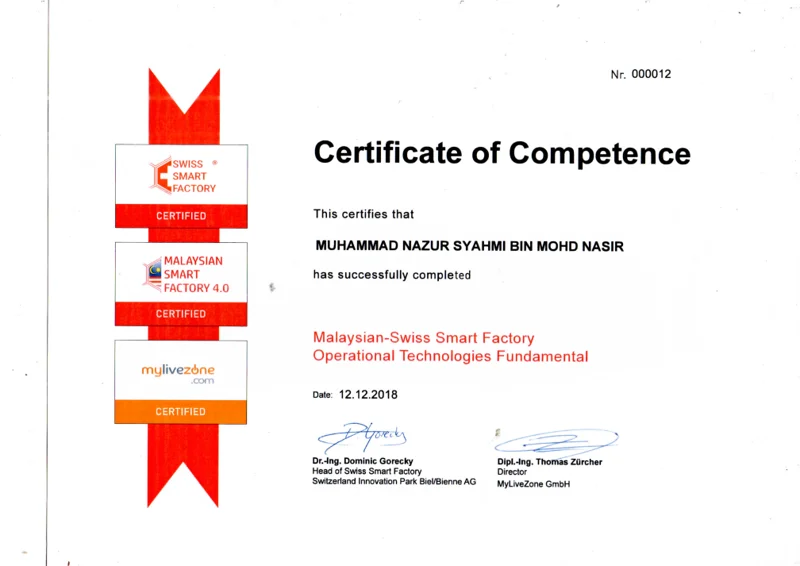 Nr. 000012
SWISS ®
SMART
FACTORY
CERTIFIED
MALAYSIAN
SMART
FACTORY 4.0
CERTIFIED
mylivezone
.com
CERTIFIED
Certificate of Competence
This certifies that
MUHAMMAD NAZUR SYAHMI BIN MOHD NASIR
has successfully completed
Malaysian-Swiss Smart Factory
Operational Technologies Fundamental
Date: 12.12.2018
DGorecky
Dr.-Ing. Dominic Gorecky
Head of Swiss Smart Factory
Switzerland Innovation Park Biel/Bienne AG
Dipl.-Ing. Thomas Zürcher
Director
MyLiveZone GmbH